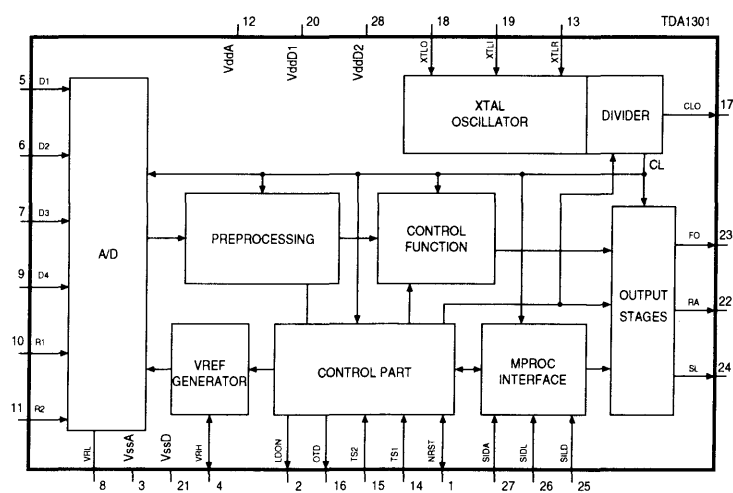 12 20 28 18 19 13 TDA1301
VddA VddD1 VddD2 XTLO XTLI XTLR
5 D1
6 D2
7 D3
9 D4
10 R1
11 R2
A/D
XTAL
OSCILLATOR
DIVIDER
CLO 17
CL
PREPROCESSING
CONTROL
FUNCTION
OUTPUT
STAGES
FO 23
RA 22
SL 24
VREF
GENERATOR
CONTROL PART
MPROC
INTERFACE
VRL VssA VssD VRH LDON OTD TS2 TS1 NRST SIDA SIDL SILD
8 3 21 4 2 16 15 14 1 27 26 25